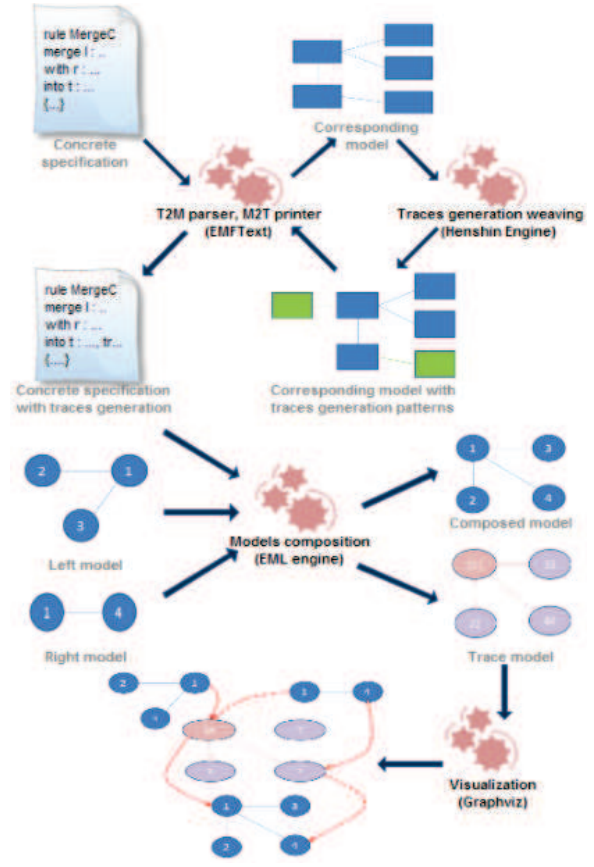 rule MergeC
merge l : ..
with r : ...
into t : ...
{...}
Concrete
specification
Corresponding
model
T2M parser, M2T printer
(EMFText)
Traces generation weaving
(Henshin Engine)
rule MergeC
merge l : ..
with r : ...
into t : ..., tr...
{....}
Concrete specification
with traces generation
Corresponding model with
traces generation patterns
2
1
3
Left model
Models composition
(EML engine)
1
3
2
4
Composed model
1
4
Right model
Trace model
2
1
4
1
4
1
3
2
4
Visualization
(Graphviz)